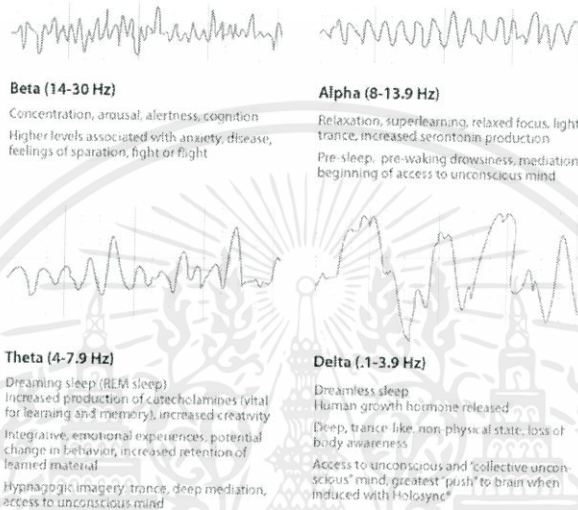 Beta (14-30 Hz)
Concentration, arousal, alertness, cognition
Higher levels associated with anxiety, disease,
feelings of sparation, fight or flight
Alpha (8-13.9 Hz)
Relaxation, superlearning, relaxed focus, light
trance, increased serontonin production
Pre-sleep, pre-waking drowsiness, mediation
beginning of access to unconscious mind
Theta (4-7.9 Hz)
Dreaming sleep (REM sleep)
Increased production of catecholamines (vital
for learning and memory), increased creativity
Integrative, emotional experiences, potential
change in behavior, increased retention of
learned material
Hypnagogic imagery, trance, deep mediation,
access to unconscious mind
Delta (.1-3.9 Hz)
Dreamless sleep
Human growth hormone released
Deep, trance-like, non-physical state, loss of
body awareness
Access to unconscious and "collective uncon-
scious" mind, greatest "push" to brain when
induced with Holosync®